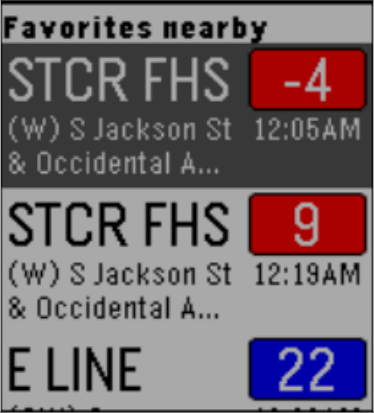 Favorites nearby
STCR FHS -4
(W) S Jackson St 12:05AM
& Occidental A...
STCR FHS 9
(W) S Jackson St 12:19AM
& Occidental A...
E LINE 22